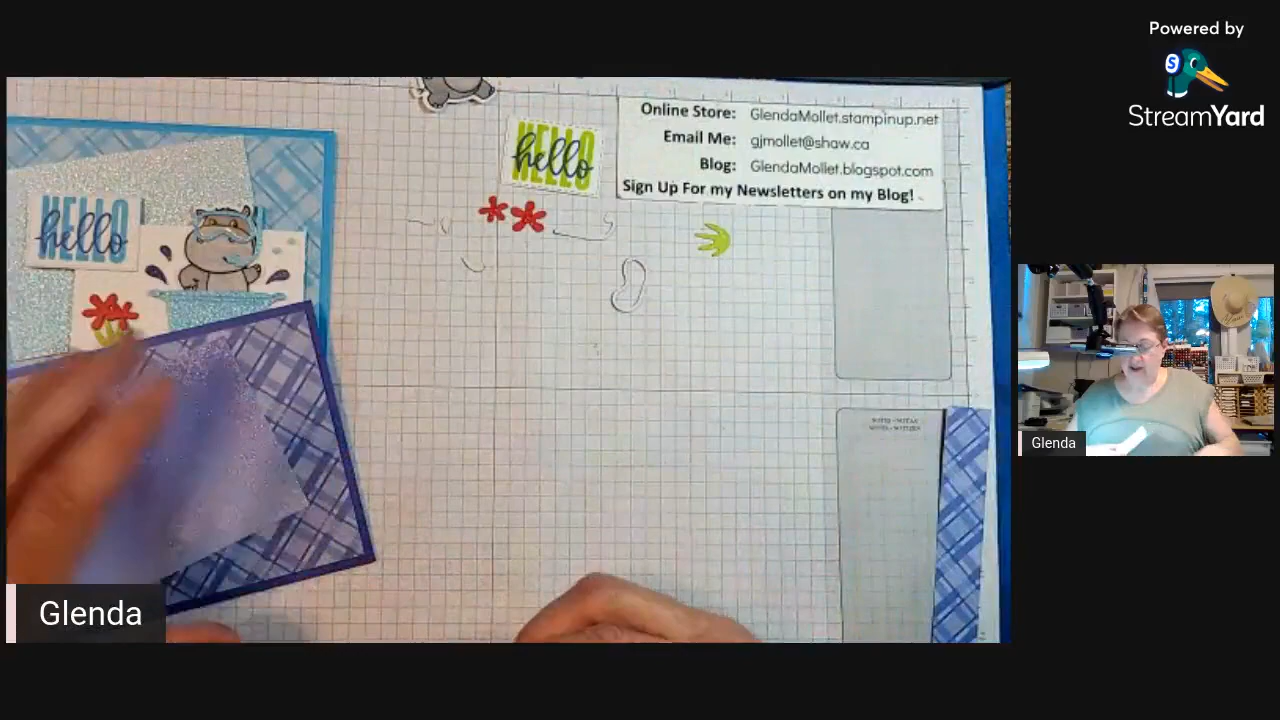 Powered by
S
StreamYard
Online Store: GlendaMollet.stampinup.net
Email Me: gjmollet@shaw.ca
Blog: GlendaMollet.blogspot.com
Sign Up For my Newsletters on my Blog!
HELLO
hello
HELLO
hello
Glenda
Glenda